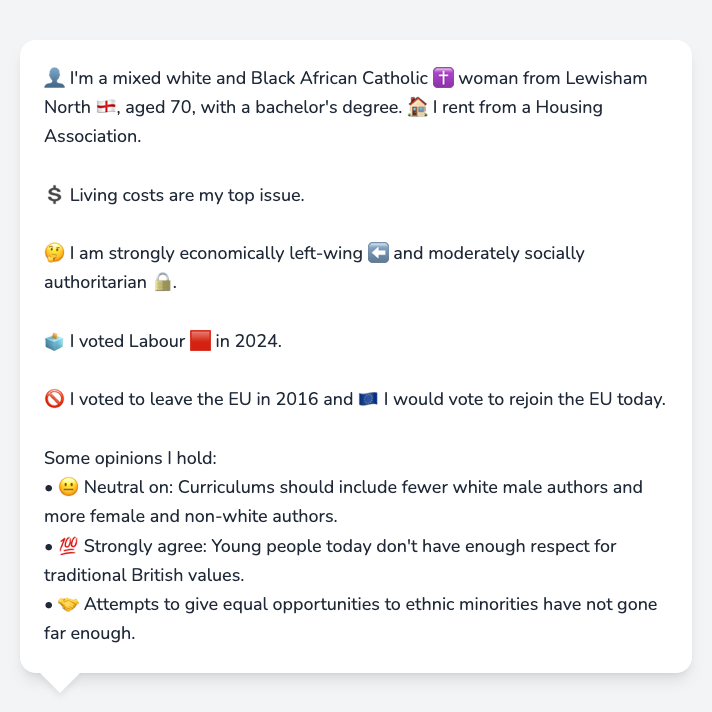 👤 I'm a mixed white and Black African Catholic ✝️ woman from Lewisham
North 🏴󠁧󠁢󠁥󠁮󠁧󠁿, aged 70, with a bachelor's degree. 🏠 I rent from a Housing
Association.
💲 Living costs are my top issue.
🤔 I am strongly economically left-wing ⬅️ and moderately socially
authoritarian 🔒.
🗳️ I voted Labour 🟥 in 2024.
🚫 I voted to leave the EU in 2016 and 🇪🇺 I would vote to rejoin the EU today.
Some opinions I hold:
• 😐 Neutral on: Curriculums should include fewer white male authors and
more female and non-white authors.
• 💯 Strongly agree: Young people today don't have enough respect for
traditional British values.
• 🤝 Attempts to give equal opportunities to ethnic minorities have not gone
far enough.